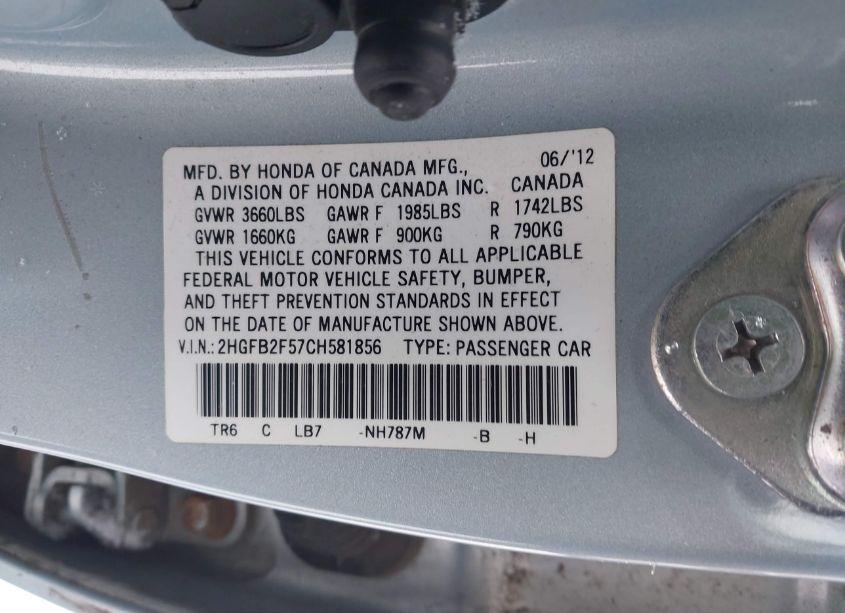 MFD. BY HONDA OF CANADA MFG., 06/'12
A DIVISION OF HONDA CANADA INC. CANADA
GVWR 3660LBS GAWR F 1985LBS R 1742LBS
GVWR 1660KG GAWR F 900KG R 790KG
THIS VEHICLE CONFORMS TO ALL APPLICABLE
FEDERAL MOTOR VEHICLE SAFETY, BUMPER,
AND THEFT PREVENTION STANDARDS IN EFFECT
ON THE DATE OF MANUFACTURE SHOWN ABOVE.
V.I.N.: 2HGFB2F57CH581856 TYPE: PASSENGER CAR
TR6 C LB7 -NH787M -B -H